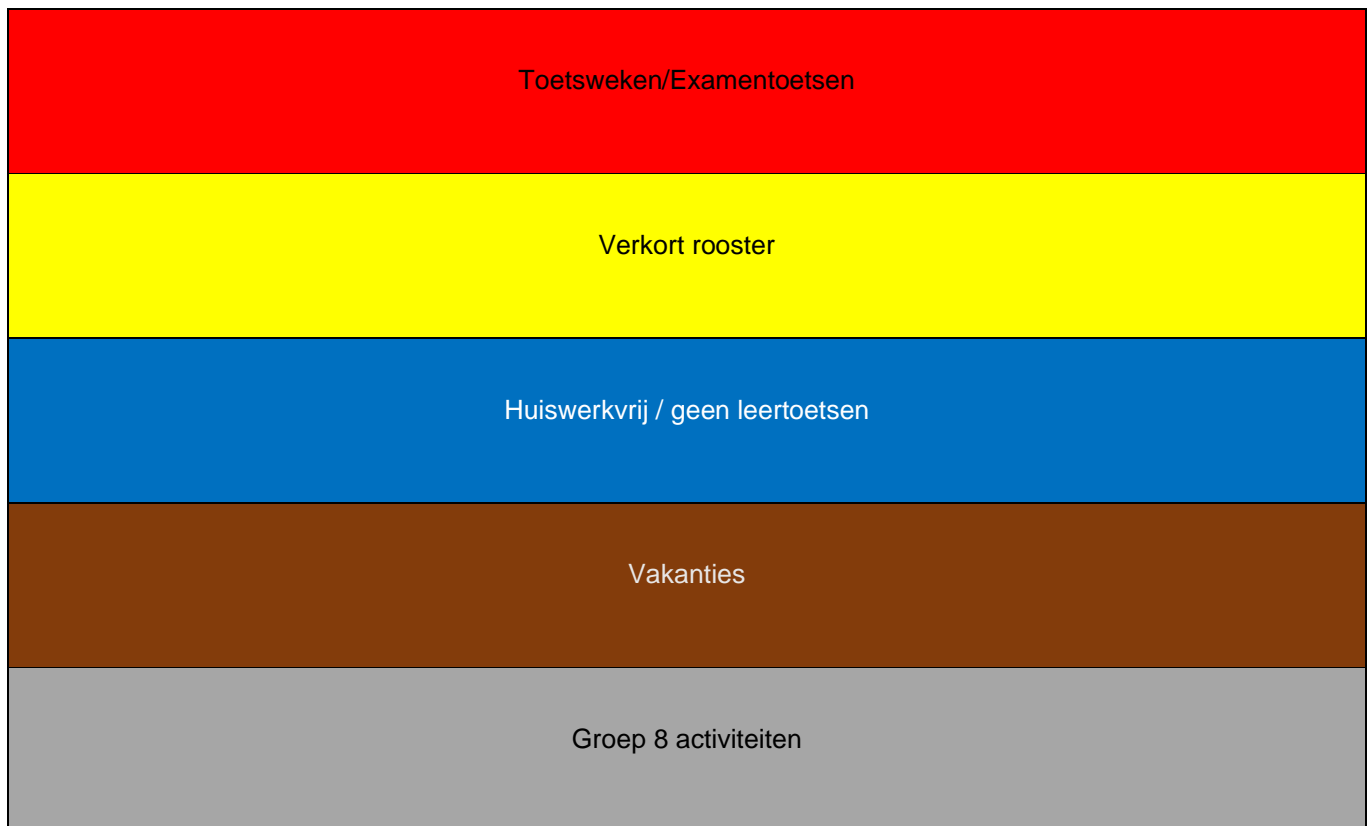 Toetsweken/Examentoetsen
Verkort rooster
Huiswerkvrij / geen leertoetsen
Vakanties
Groep 8 activiteiten